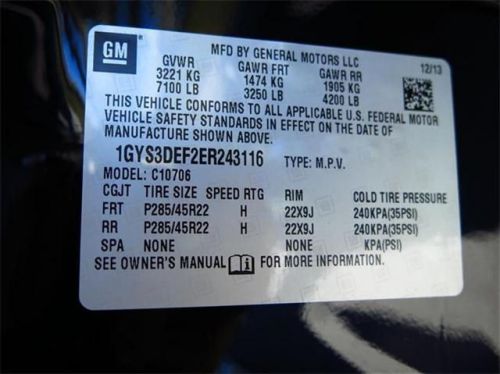 GM MFD BY GENERAL MOTORS LLC
GVWR GAWR FRT GAWR RR 12/13
3221 KG 1474 KG 1905 KG
7100 LB 3250 LB 4200 LB
THIS VEHICLE CONFORMS TO ALL APPLICABLE U.S. FEDERAL MOTOR
VEHICLE SAFETY STANDARDS IN EFFECT ON THE DATE OF
MANUFACTURE SHOWN ABOVE.
1GYS3DEF2ER243116 TYPE: M.P.V.
MODEL: C10706
CGJT TIRE SIZE SPEED RTG RIM COLD TIRE PRESSURE
FRT P285/45R22 H 22X9J 240KPA(35PSI)
RR P285/45R22 H 22X9J 240KPA(35PSI)
SPA NONE NONE KPA(PSI)
SEE OWNER'S MANUAL FOR MORE INFORMATION.